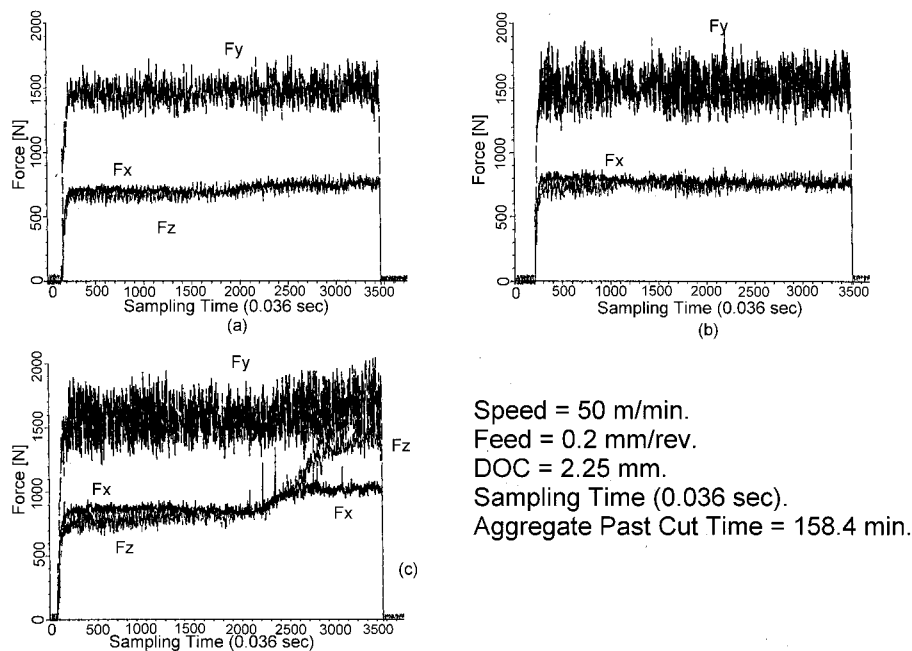 2000
1500
1000
500
0
Force [N]
Fy
Fx
Fz
0 500 1000 1500 2000 2500 3000 3500
Sampling Time (0.036 sec)
(a)
2000
1500
1000
500
0
Force [N]
Fy
Fx
0 500 1000 1500 2000 2500 3000 3500
Sampling Time (0.036 sec)
(b)
2000
1500
1000
500
0
Force [N]
Fy
Fz
Fx
Fx
Fz
(c)
0 500 1000 1500 2000 2500 3000 3500
Sampling Time (0.036 sec)
Speed = 50 m/min.
Feed = 0.2 mm/rev.
DOC = 2.25 mm.
Sampling Time (0.036 sec).
Aggregate Past Cut Time = 158.4 min.